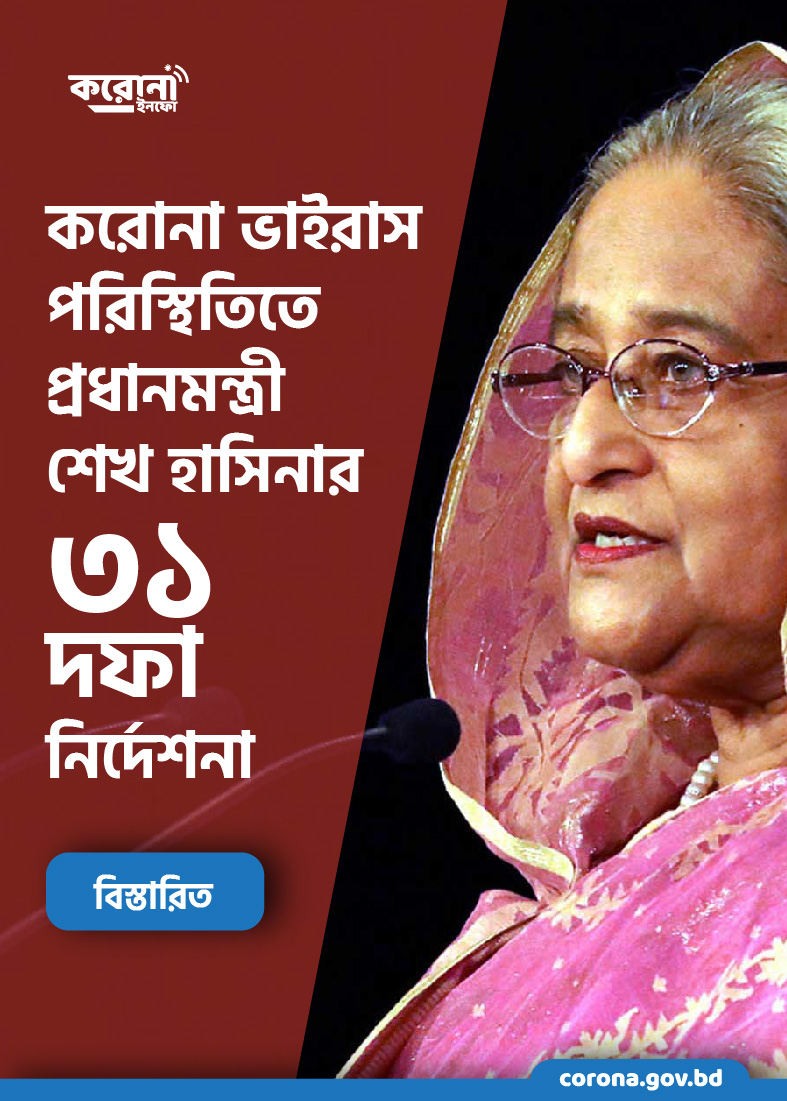 করোনা
ইনফো
করোনা ভাইরাস
পরিস্থিতিতে
প্রধানমন্ত্রী
শেখ হাসিনার
৩১
দফা
নির্দেশনা
বিস্তারিত
corona.gov.bd